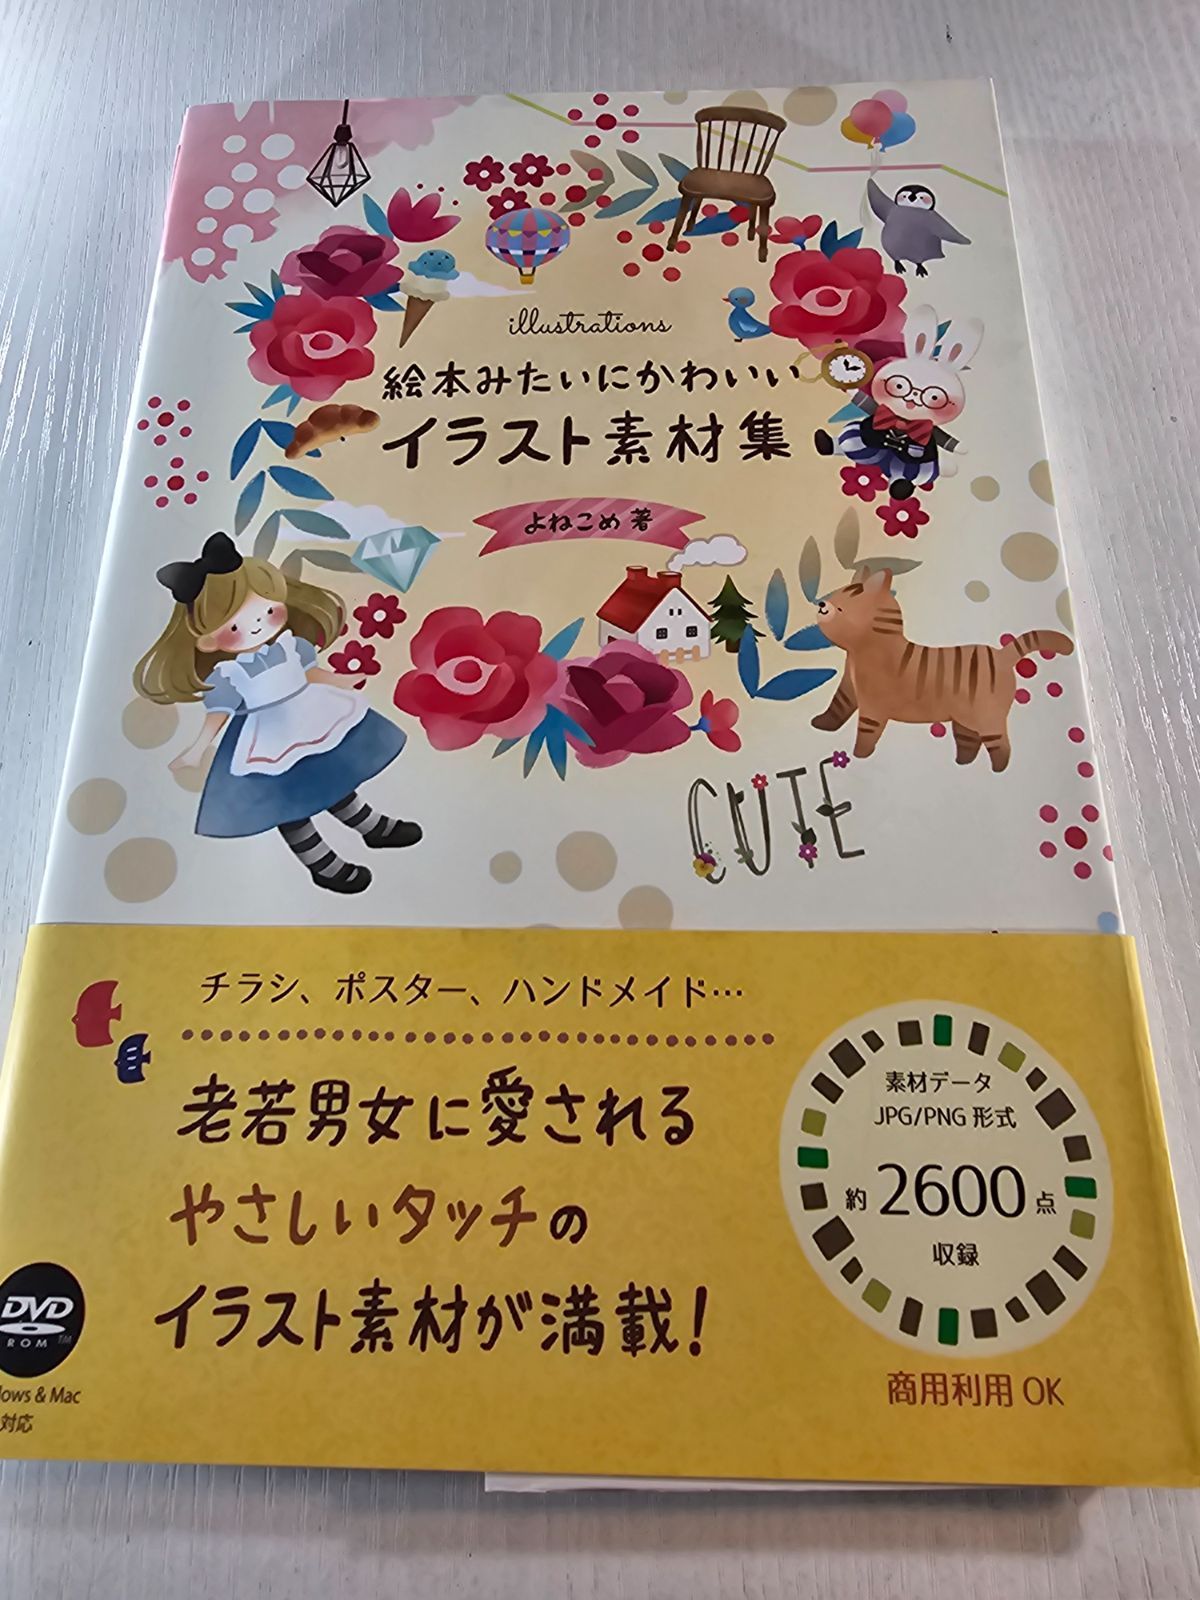 illustrations
絵本みたいにかわいい
イラスト素材集
よねこめ 著
CUTE
チラシ、ポスター、ハンドメイド…
老若男女に愛される
やさしいタッチの
イラスト素材が満載!
素材データ
JPG/PNG 形式
約 2600 点
収録
商用利用 OK
DVD
ROM TM
& Mac
対応